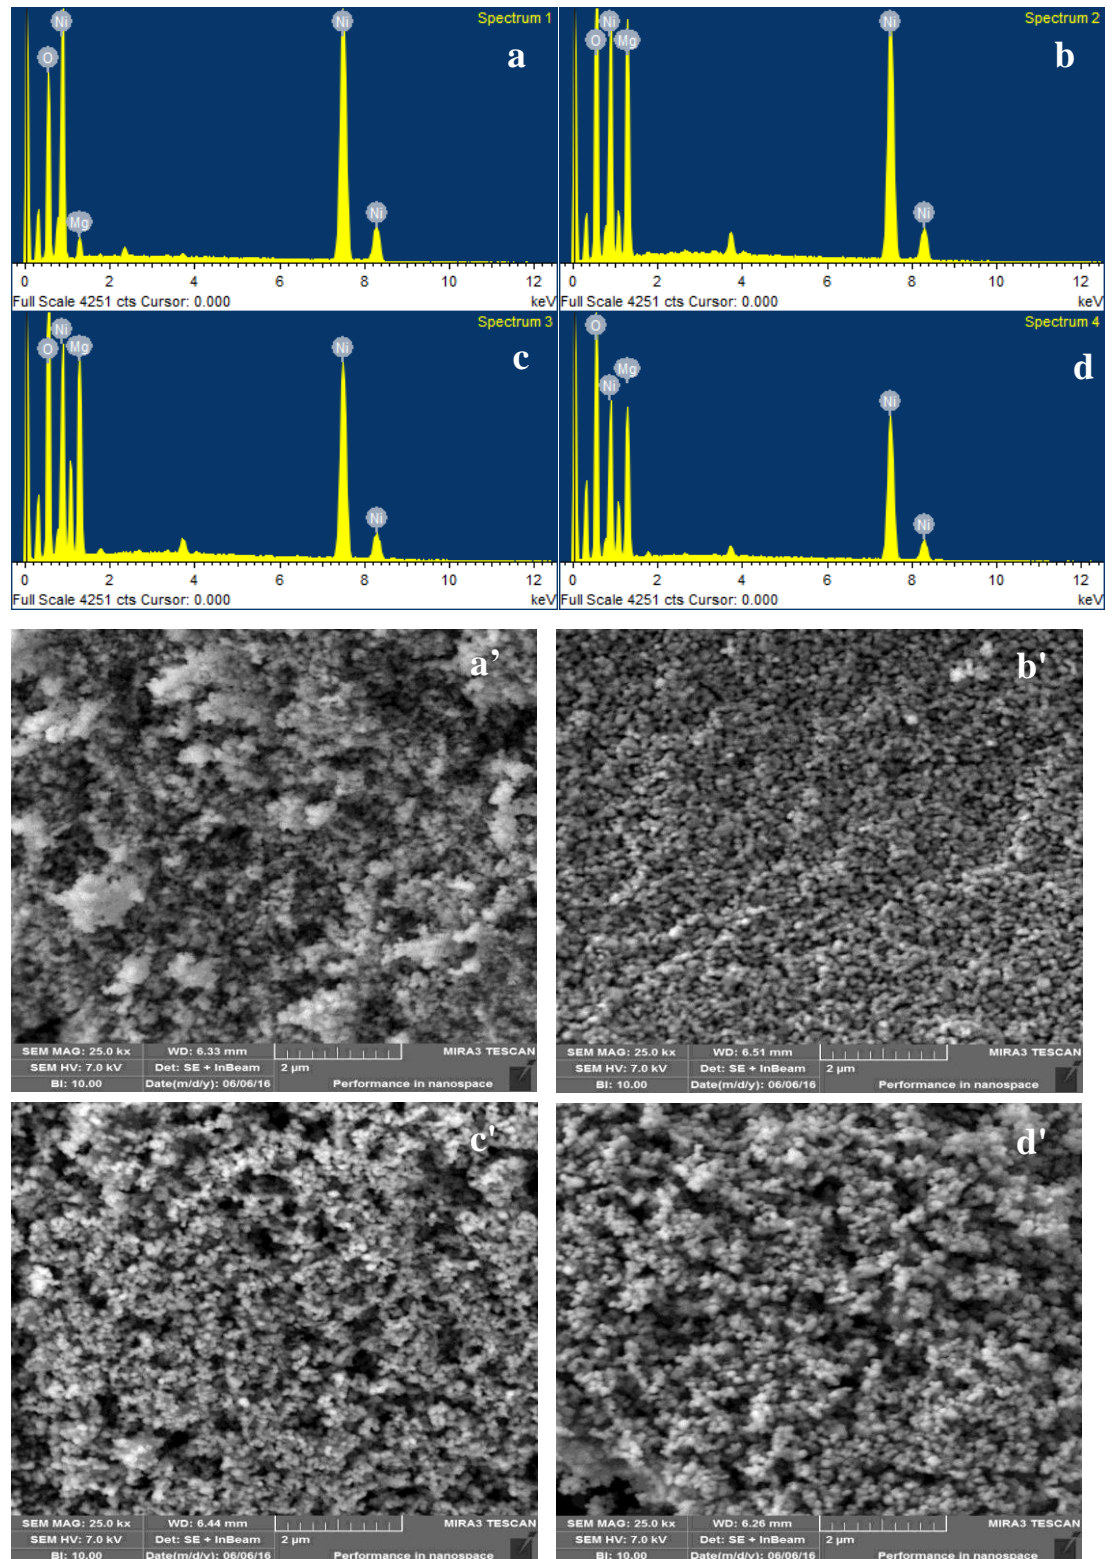 Spectrum 1
a
Ni
Ni
O
Mg
Ni
0 2 4 6 8 10 12
Full Scale 4251 cts Cursor: 0.000 keV
Spectrum 2
b
Ni
Ni
O
Mg
Ni
0 2 4 6 8 10 12
Full Scale 4251 cts Cursor: 0.000 keV
Spectrum 3
c
Ni
O
Mg
Ni
Ni
0 2 4 6 8 10 12
Full Scale 4251 cts Cursor: 0.000 keV
Spectrum 4
d
O
Mg
Ni
Ni
Ni
0 2 4 6 8 10 12
Full Scale 4251 cts Cursor: 0.000 keV
a’
SEM MAG: 25.0 kx WD: 6.33 mm MIRA3 TESCAN
SEM HV: 7.0 kV Det: SE + InBeam 2 µm
BI: 10.00 Date(m/d/y): 06/06/16 Performance in nanospace
b'
SEM MAG: 25.0 kx WD: 6.51 mm MIRA3 TESCAN
SEM HV: 7.0 kV Det: SE + InBeam 2 µm
BI: 10.00 Date(m/d/y): 06/06/16 Performance in nanospace
c'
SEM MAG: 25.0 kx WD: 6.44 mm MIRA3 TESCAN
SEM HV: 7.0 kV Det: SE + InBeam 2 µm
BI: 10.00 Date(m/d/y): 06/06/16 Performance in nanospace
d'
SEM MAG: 25.0 kx WD: 6.26 mm MIRA3 TESCAN
SEM HV: 7.0 kV Det: SE + InBeam 2 µm
BI: 10.00 Date(m/d/y): 06/06/16 Performance in nanospace